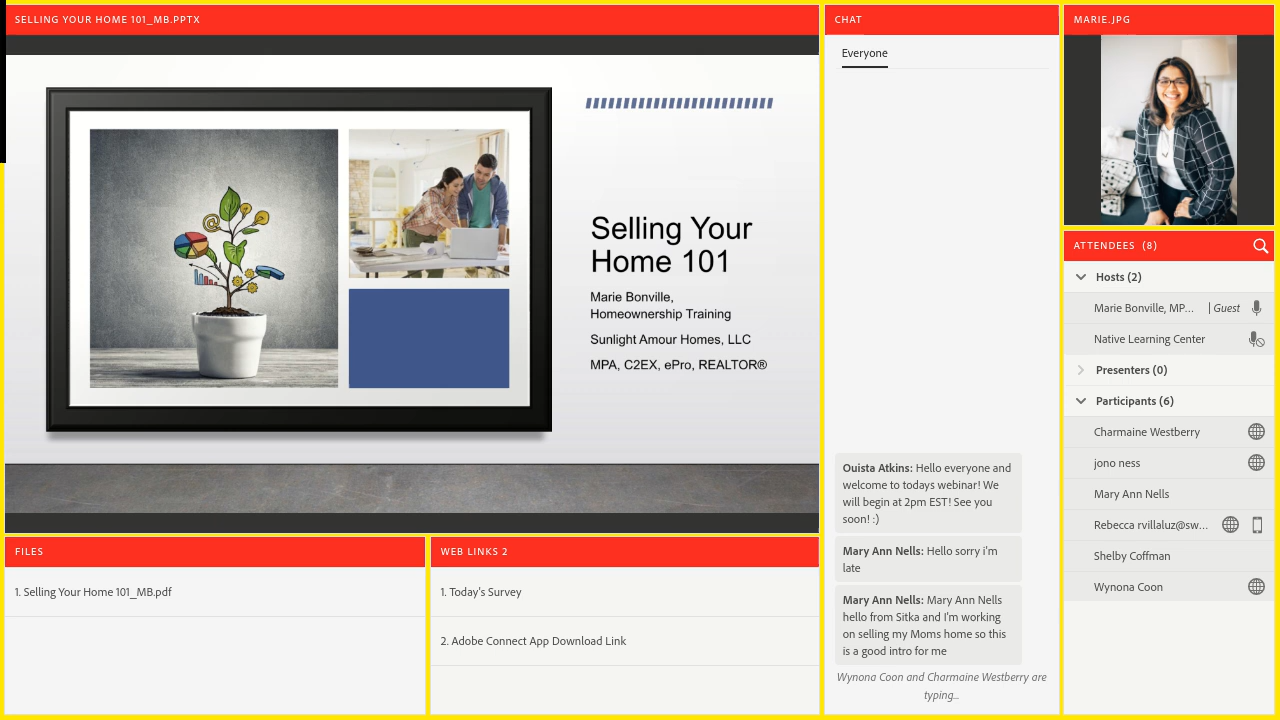 SELLING YOUR HOME 101_MB.PPTX
Selling Your
Home 101
Marie Bonville,
Homeownership Training
Sunlight Amour Homes, LLC
MPA, C2EX, ePro, REALTOR®
FILES
1. Selling Your Home 101_MB.pdf
WEB LINKS 2
1. Today's Survey
2. Adobe Connect App Download Link
CHAT
Everyone
Ouista Atkins: Hello everyone and
welcome to todays webinar! We
will begin at 2pm EST! See you
soon! :)
Mary Ann Nells: Hello sorry i'm
late
Mary Ann Nells: Mary Ann Nells
hello from Sitka and I'm working
on selling my Moms home so this
is a good intro for me
Wynona Coon and Charmaine Westberry are
typing...
MARIE.JPG
ATTENDEES (8)
Hosts (2)
Marie Bonville, MP... | Guest
Native Learning Center
Presenters (0)
Participants (6)
Charmaine Westberry
jono ness
Mary Ann Nells
Rebecca rvillaluz@sw...
Shelby Coffman
Wynona Coon